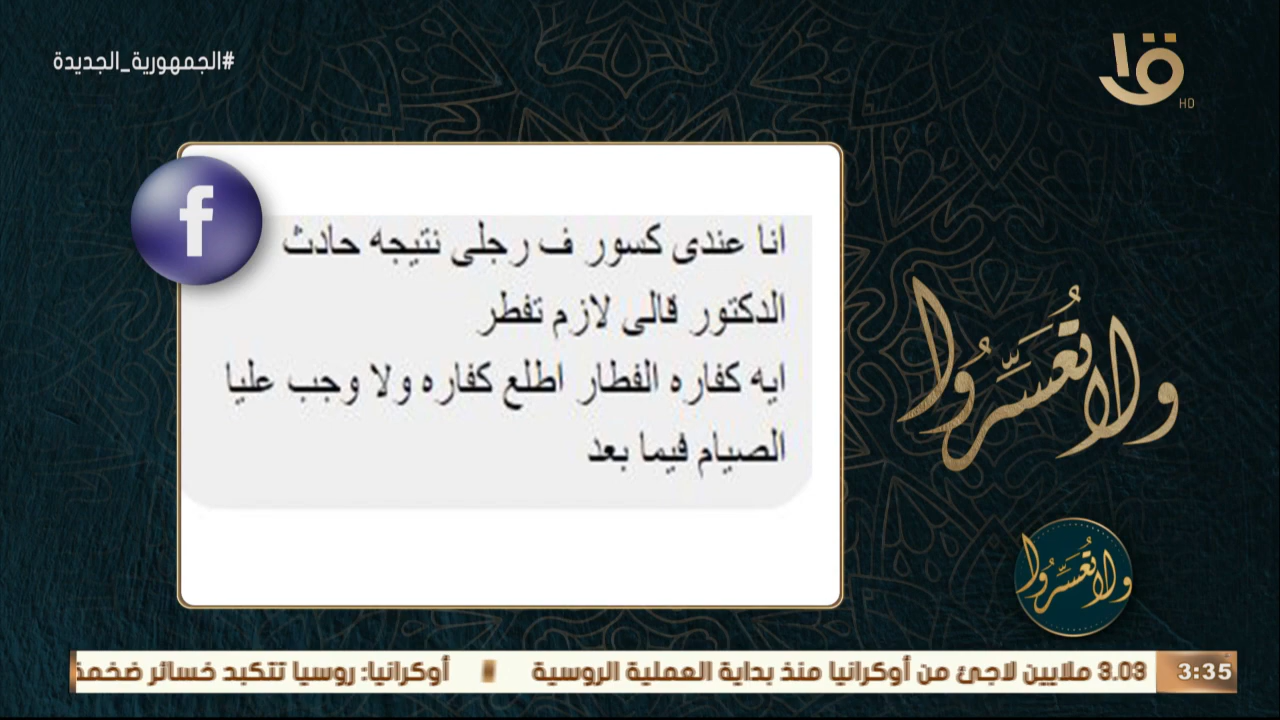 #الجمهورية_الجديدة
HD
انا عندى كسور ف رجلى نتيجه حادث
الدكتور قالى لازم تفطر
ايه كفاره الفطار اطلع كفاره ولا وجب عليا
الصيام فيما بعد
ولا تعسروا
ولا تعسروا
3:35
3.03 ملايين لاجئ من أوكرانيا منذ بداية العملية الروسية
أوكرانيا: روسيا تتكبد خسائر ضخمة